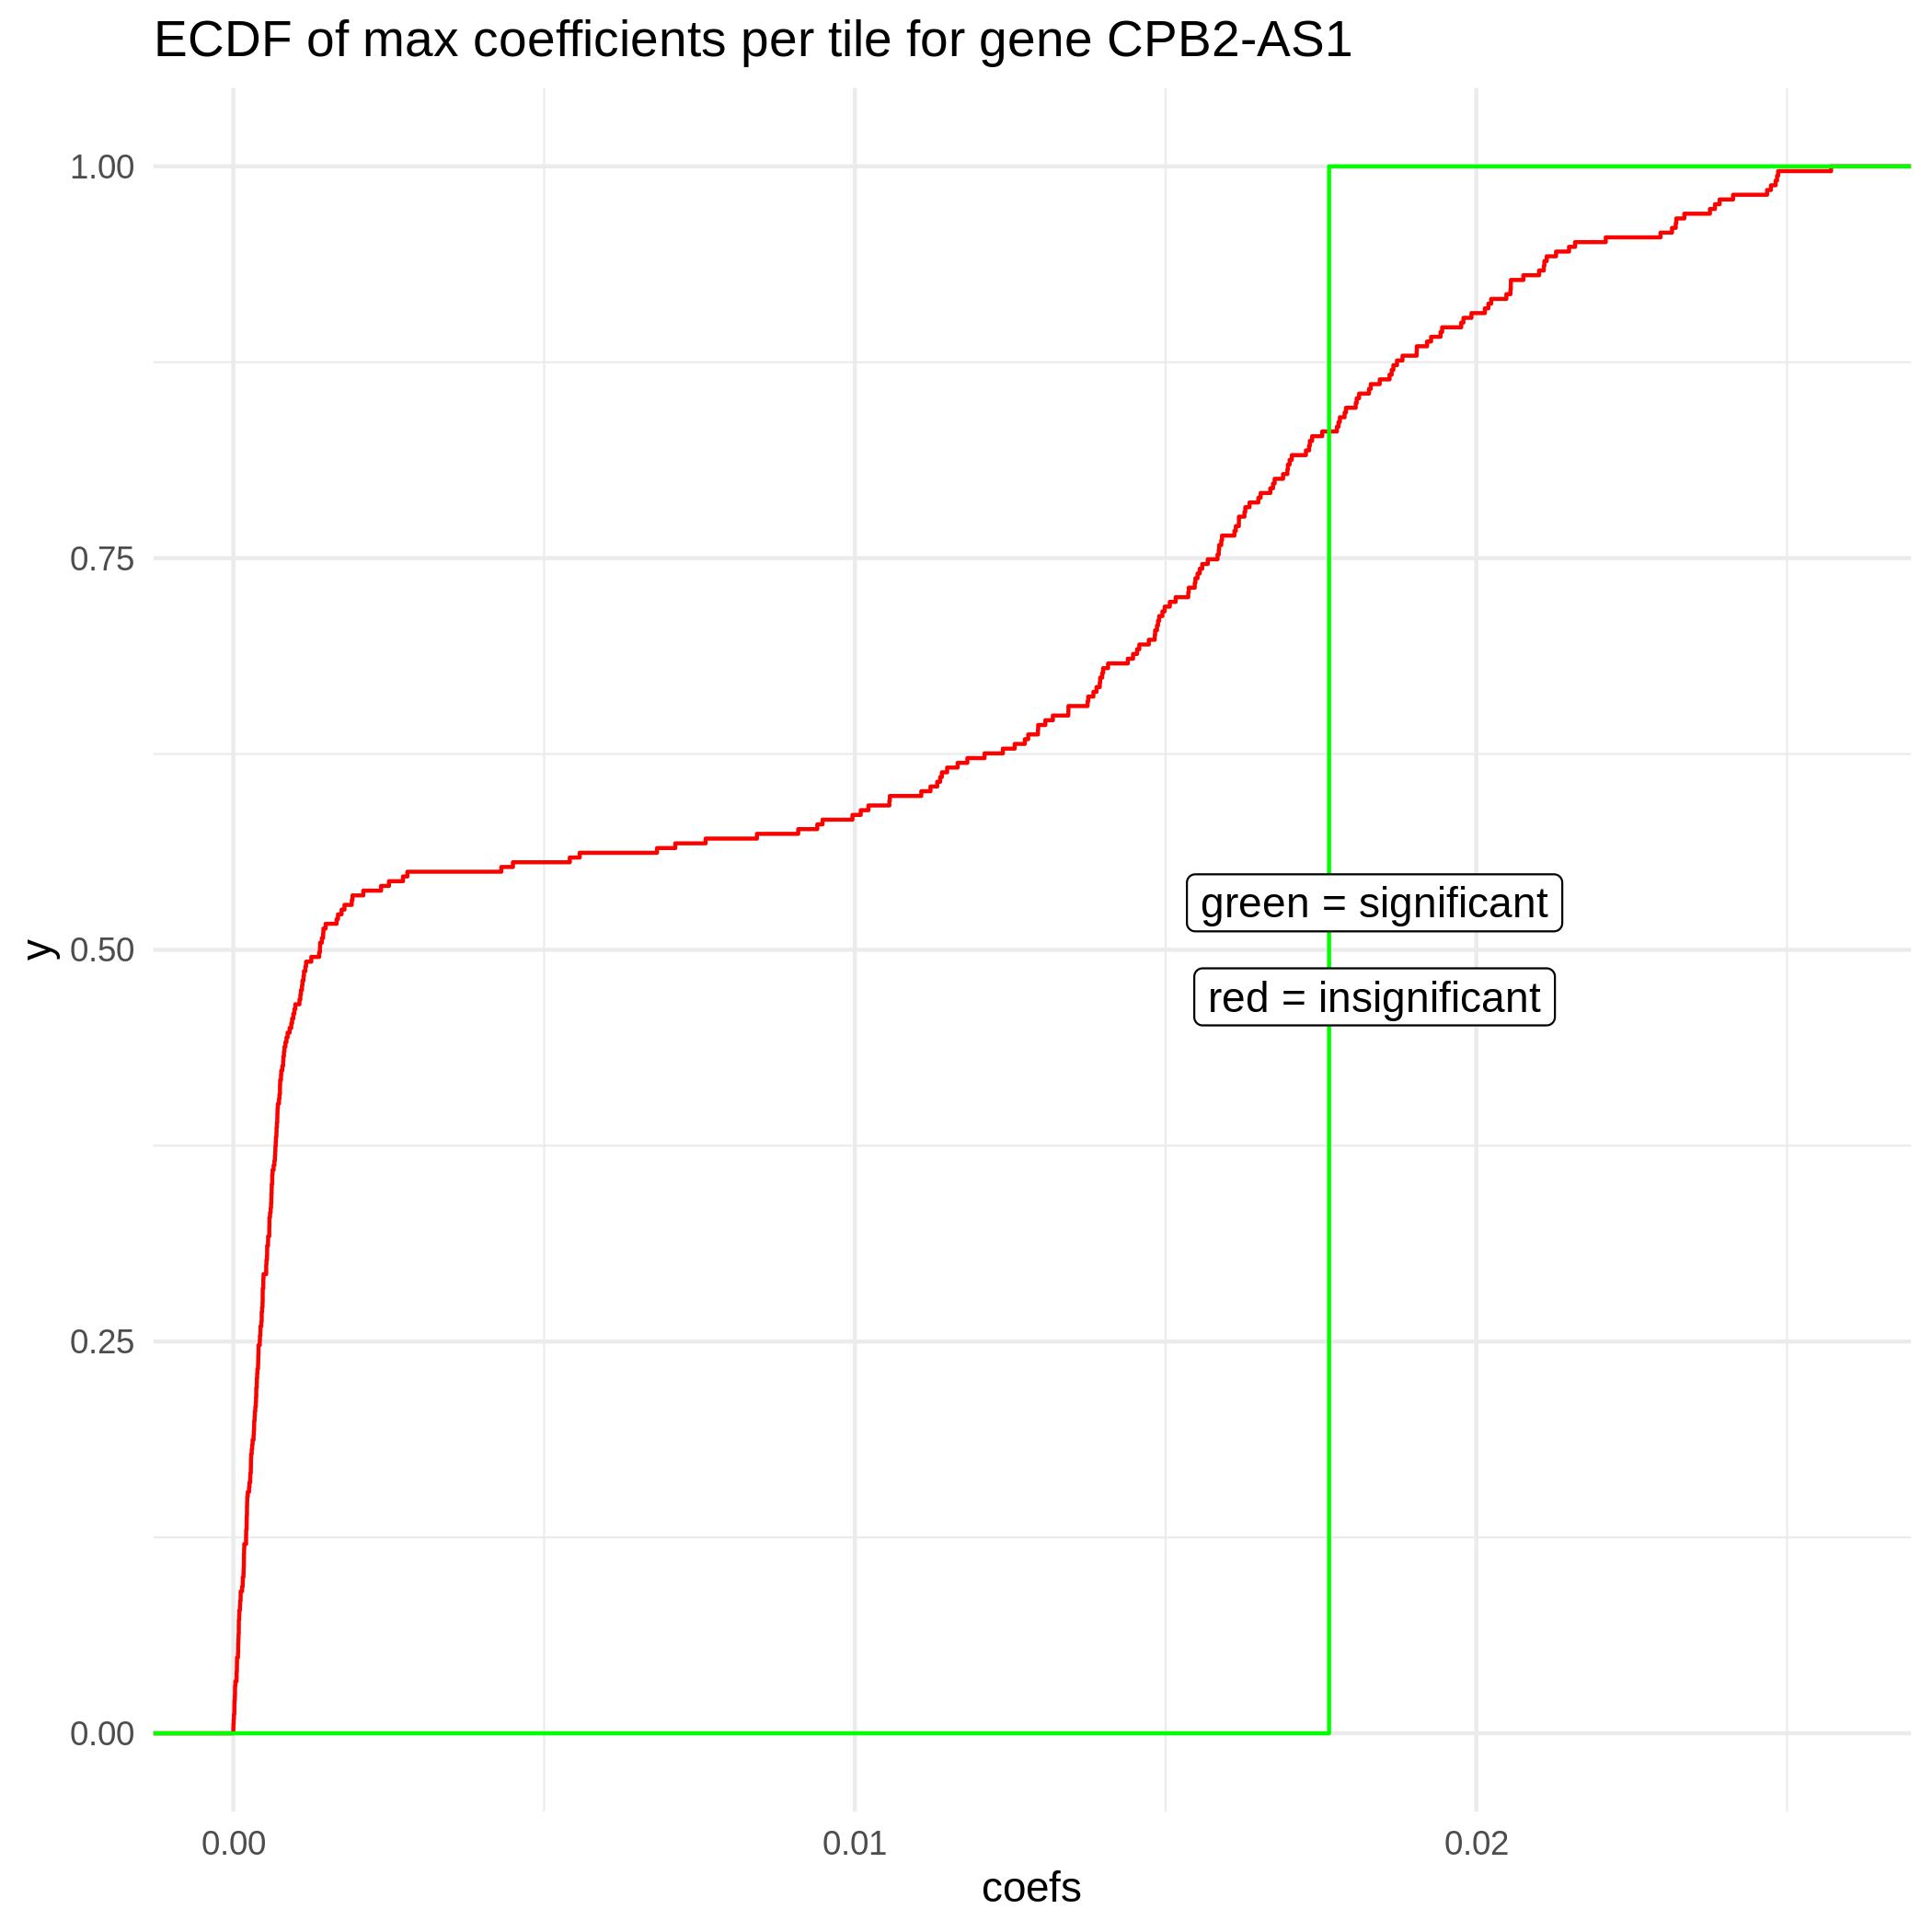 ECDF of max coefficients per tile for gene CPB2-AS1
1.00
0.75
0.50
0.25
0.00
y
green = significant
red = insignificant
0.00 0.01 0.02
coefs